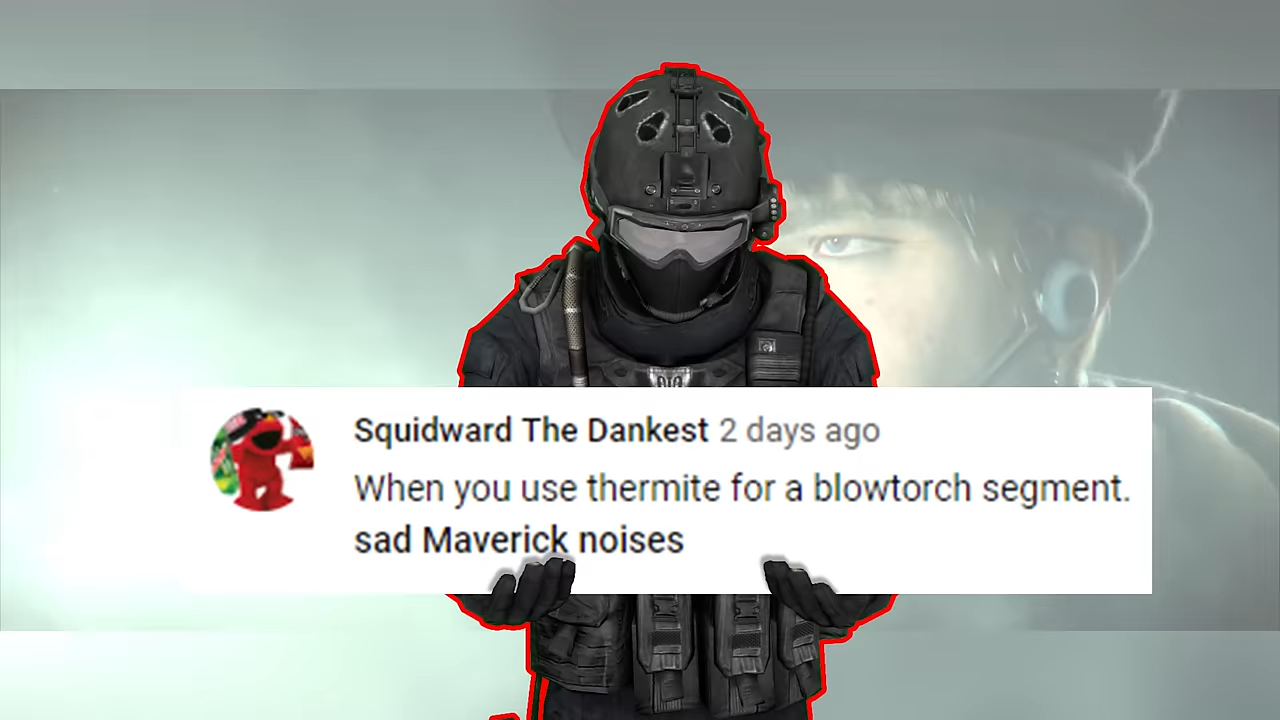 Squidward The Dankest 2 days ago
When you use thermite for a blowtorch segment.
sad Maverick noises